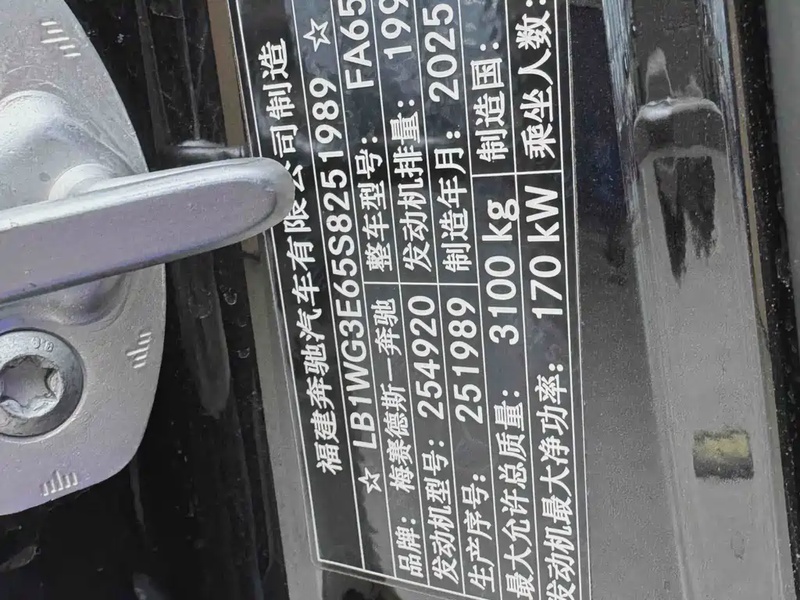 福建奔驰汽车有限公司制造
☆ LB1WG3E65S8251989 ☆
品牌: 梅赛德斯-奔驰 整车型号: FA65
发动机型号: 254920 发动机排量: 199
生产序号: 251989 制造年月: 2025
最大允许总质量: 3100 kg 制造国:
发动机最大净功率: 170 kW 乘坐人数: